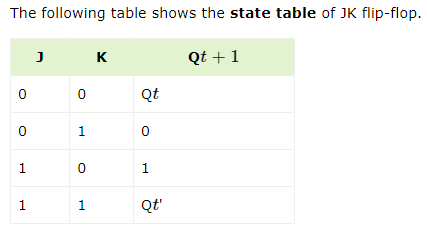 The following table shows the state table of JK flip-flop.
J K Qt + 1
0 0 Qt
0 1 0
1 0 1
1 1 Qt'